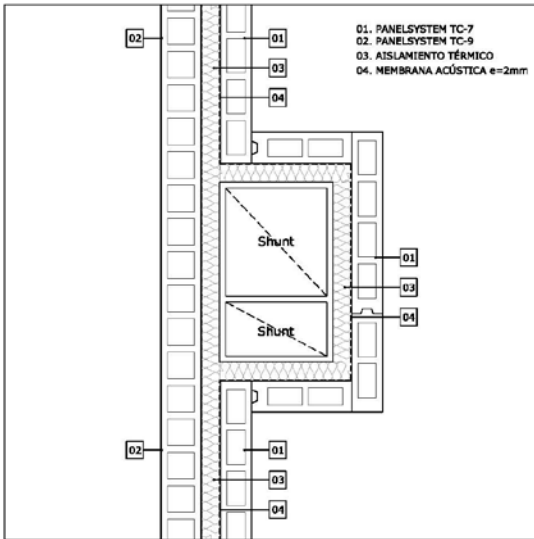 02
01
01. PANELSYSTEM TC-7
02. PANELSYSTEM TC-9
03. AISLAMIENTO TÉRMICO
04. MEMBRANA ACÚSTICA e=2mm
03
04
Shunt
01
03
04
Shunt
02
01
03
04